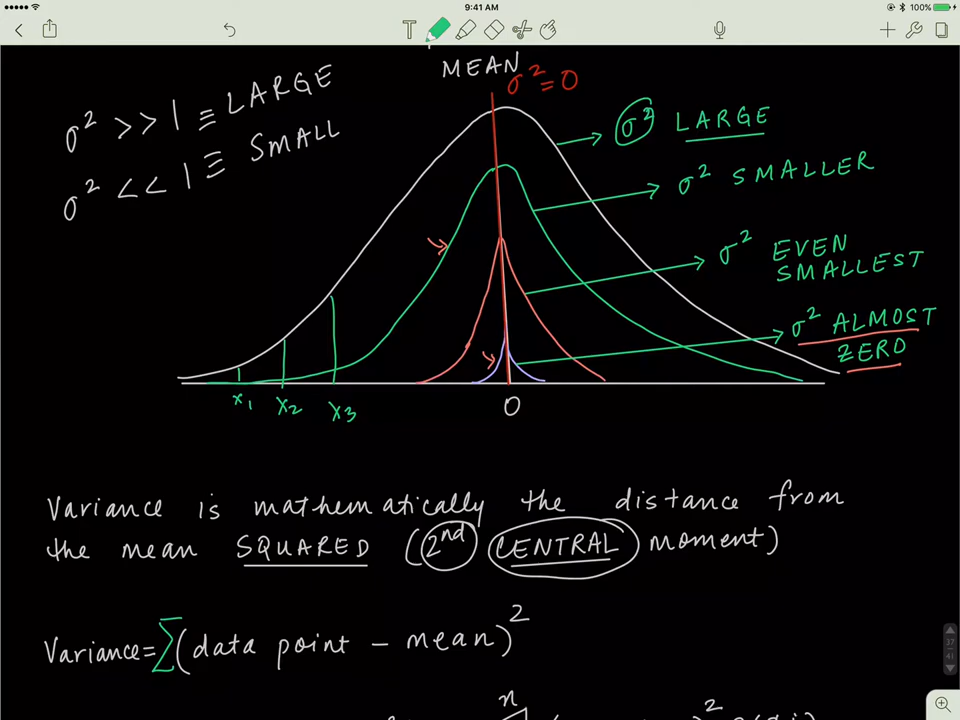 9:41 AM
100%
T
MEAN
σ² = 0
σ² >> 1 ≡ LARGE
σ² << 1 ≡ SMALL
σ² LARGE
σ² SMALLER
σ² EVEN
SMALLEST
σ² ALMOST
ZERO
x₁ x₂ x₃
0
Variance is mathematically the distance from
the mean SQUARED (2nd CENTRAL moment)
Variance = Σ(data point – mean)²
37
41
n